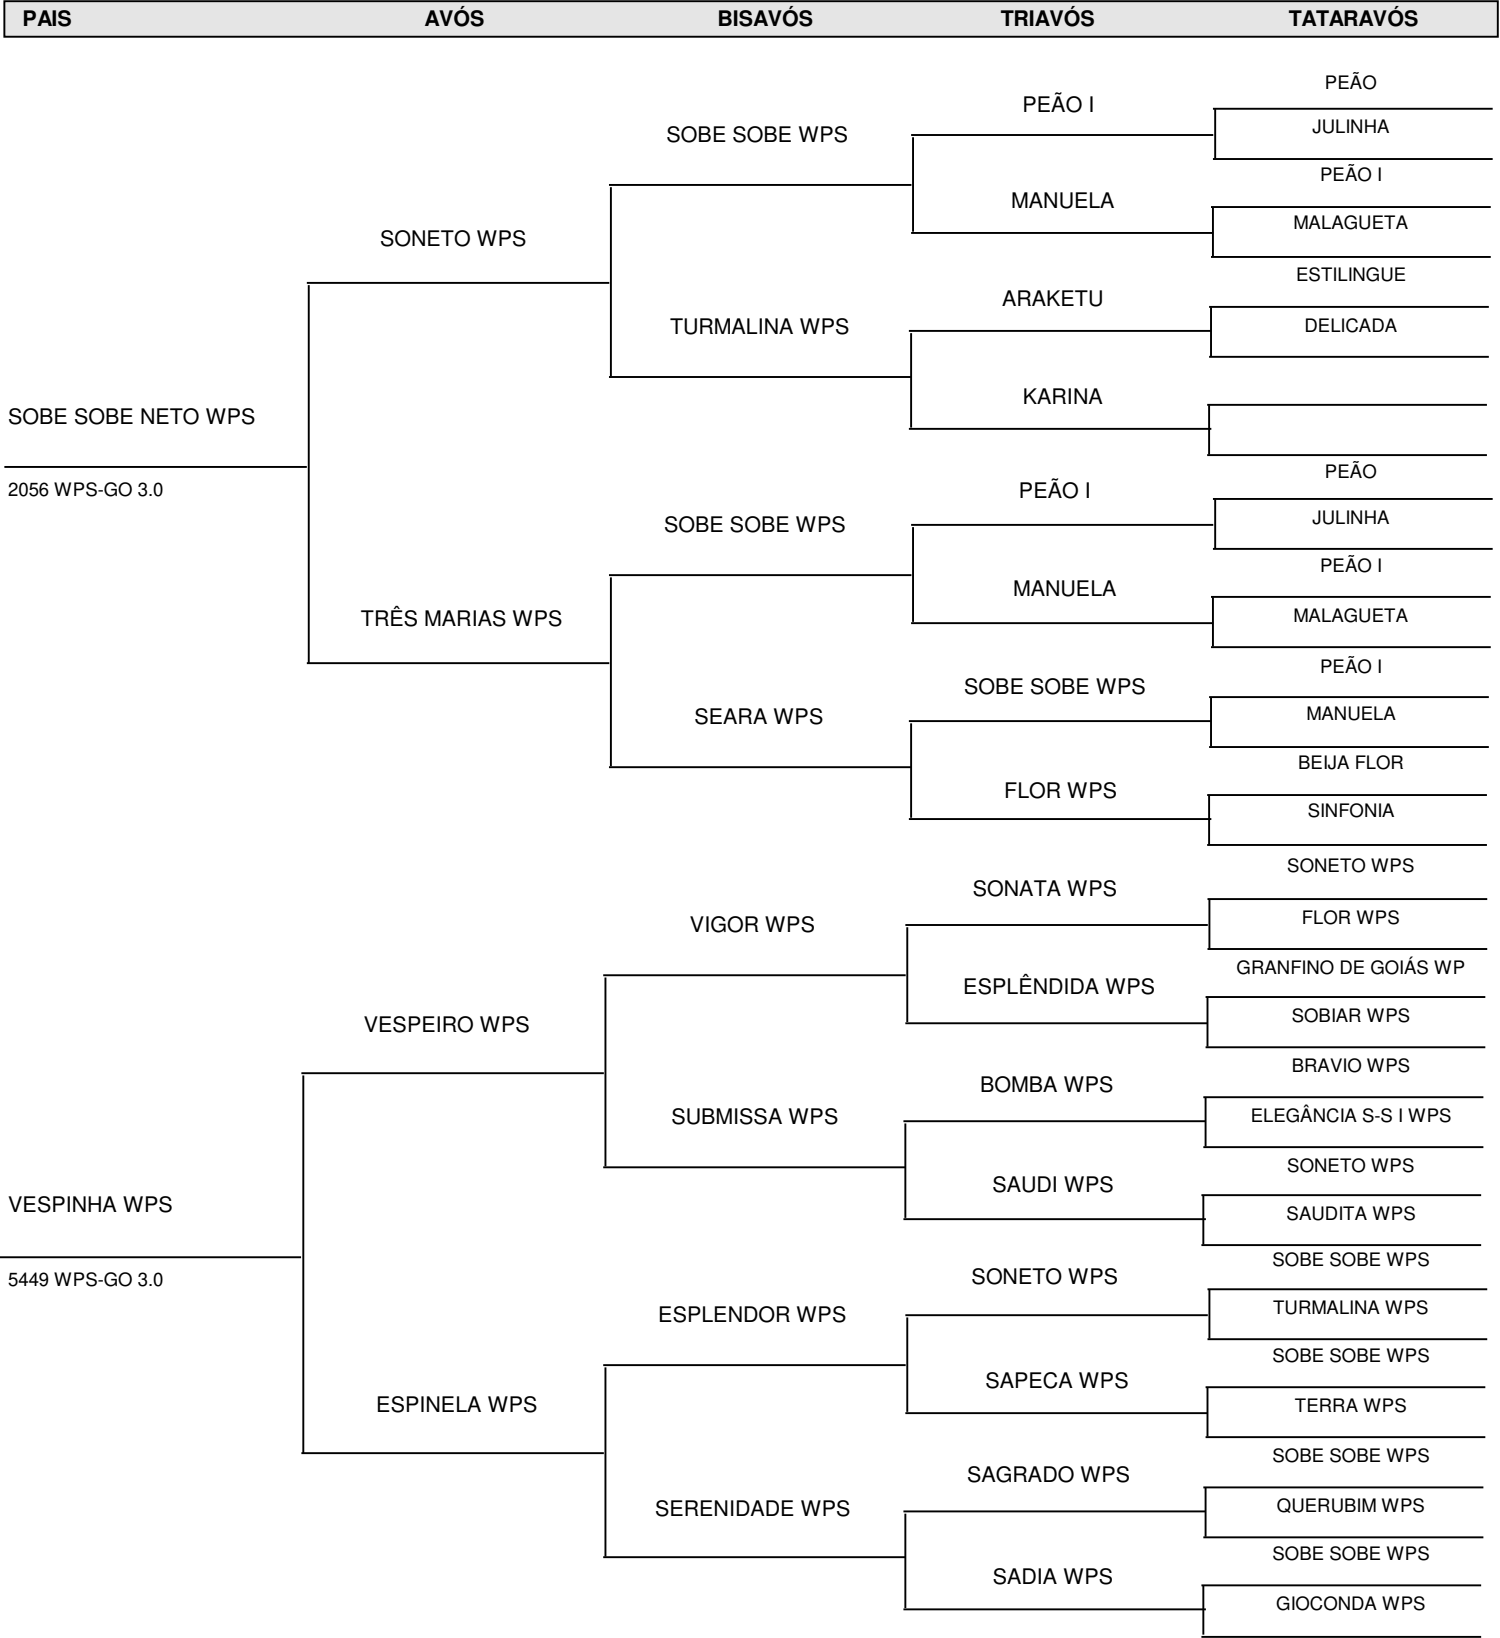 PAIS AVÓS BISAVÓS TRIAVÓS TATARAVÓS
PEÃO
PEÃO I
JULINHA
SOBE SOBE WPS
PEÃO I
MANUELA
MALAGUETA
SONETO WPS
ESTILINGUE
ARAKETU
TURMALINA WPS
DELICADA
KARINA
SOBE SOBE NETO WPS
PEÃO
2056 WPS-GO 3.0
PEÃO I
JULINHA
SOBE SOBE WPS
PEÃO I
MANUELA
MALAGUETA
TRÊS MARIAS WPS
PEÃO I
SOBE SOBE WPS
MANUELA
SEARA WPS
BEIJA FLOR
FLOR WPS
SINFONIA
SONETO WPS
SONATA WPS
FLOR WPS
VIGOR WPS
GRANFINO DE GOIÁS WP
ESPLÊNDIDA WPS
SOBIAR WPS
VESPEIRO WPS
BRAVIO WPS
BOMBA WPS
ELEGÂNCIA S-S I WPS
SUBMISSA WPS
SONETO WPS
SAUDI WPS
VESPINHA WPS
SAUDITA WPS
SOBE SOBE WPS
5449 WPS-GO 3.0
SONETO WPS
TURMALINA WPS
ESPLENDOR WPS
SOBE SOBE WPS
SAPECA WPS
ESPINELA WPS
TERRA WPS
SOBE SOBE WPS
SAGRADO WPS
QUERUBIM WPS
SERENIDADE WPS
SOBE SOBE WPS
SADIA WPS
GIOCONDA WPS